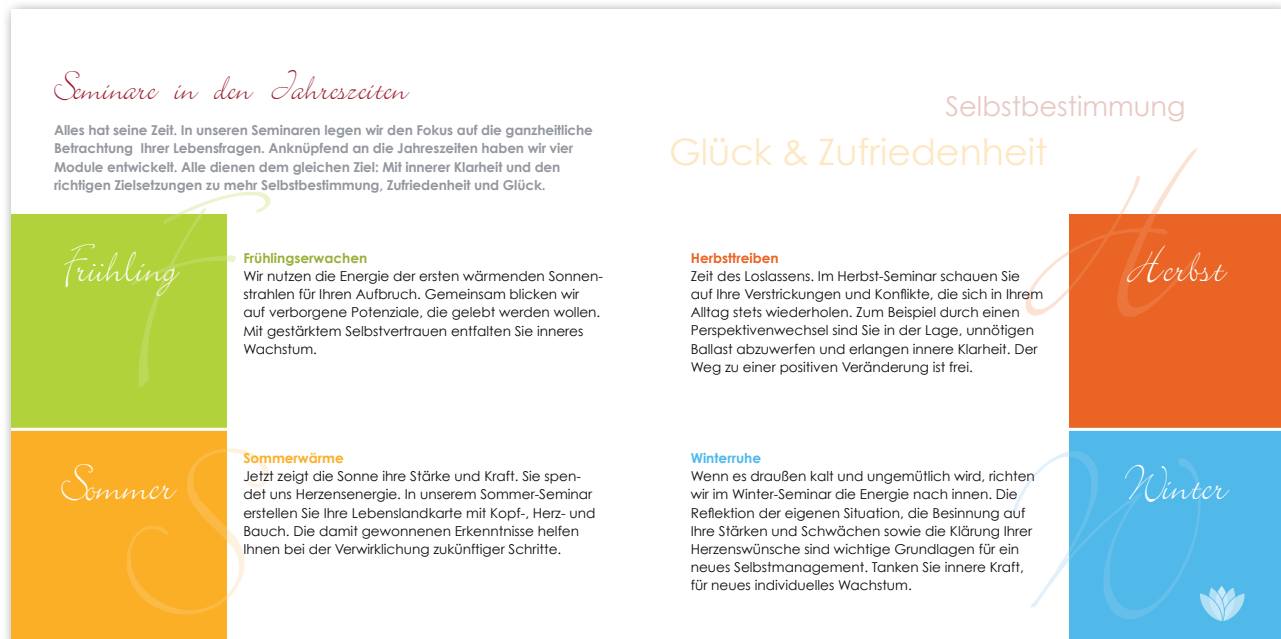 Seminare in den Jahreszeiten
Alles hat seine Zeit. In unseren Seminaren legen wir den Fokus auf die ganzheitliche
Betrachtung Ihrer Lebensfragen. Anknüpfend an die Jahreszeiten haben wir vier
Module entwickelt. Alle dienen dem gleichen Ziel: Mit innerer Klarheit und den
richtigen Zielsetzungen zu mehr Selbstbestimmung, Zufriedenheit und Glück.
Selbstbestimmung
Glück & Zufriedenheit
F
Frühling
Frühlingserwachen
Wir nutzen die Energie der ersten wärmenden Sonnen-
strahlen für Ihren Aufbruch. Gemeinsam blicken wir
auf verborgene Potenziale, die gelebt werden wollen.
Mit gestärktem Selbstvertrauen entfalten Sie inneres
Wachstum.
S
Sommer
Sommerwärme
Jetzt zeigt die Sonne ihre Stärke und Kraft. Sie spen-
det uns Herzensenergie. In unserem Sommer-Seminar
erstellen Sie Ihre Lebenslandkarte mit Kopf-, Herz- und
Bauch. Die damit gewonnenen Erkenntnisse helfen
Ihnen bei der Verwirklichung zukünftiger Schritte.
H
Herbst
Herbsttreiben
Zeit des Loslassens. Im Herbst-Seminar schauen Sie
auf Ihre Verstrickungen und Konflikte, die sich in Ihrem
Alltag stets wiederholen. Zum Beispiel durch einen
Perspektivenwechsel sind Sie in der Lage, unnötigen
Ballast abzuwerfen und erlangen innere Klarheit. Der
Weg zu einer positiven Veränderung ist frei.
W
Winter
Winterruhe
Wenn es draußen kalt und ungemütlich wird, richten
wir im Winter-Seminar die Energie nach innen. Die
Reflektion der eigenen Situation, die Besinnung auf
Ihre Stärken und Schwächen sowie die Klärung Ihrer
Herzenswünsche sind wichtige Grundlagen für ein
neues Selbstmanagement. Tanken Sie innere Kraft,
für neues individuelles Wachstum.